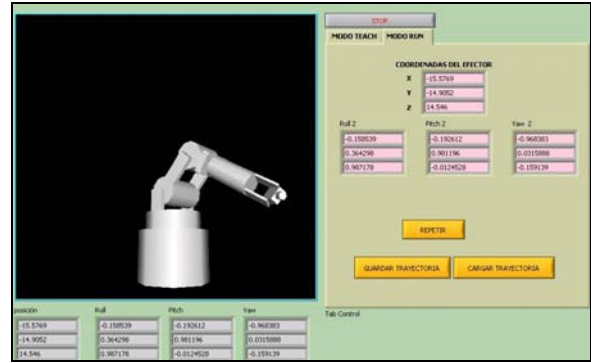 STOP
MODO TEACH MODO RUN
COORDENADAS DEL EFECTOR
X -15.5769
Y -14.9052
Z 14.546
Roll 2 Pitch 2 Yaw 2
-0.158539 -0.192612 -0.968383
0.364298 0.981196 0.0315888
0.987178 -0.0124528 -0.159139
REPETIR
GUARDAR TRAYECTORIA CARGAR TRAYECTORIA
posición Roll Pitch Yaw Tab Control
-15.5769 -0.158539 -0.192612 -0.968383
-14.9052 0.364298 0.981196 0.0315888
14.546 0.987178 -0.0124528 -0.159139